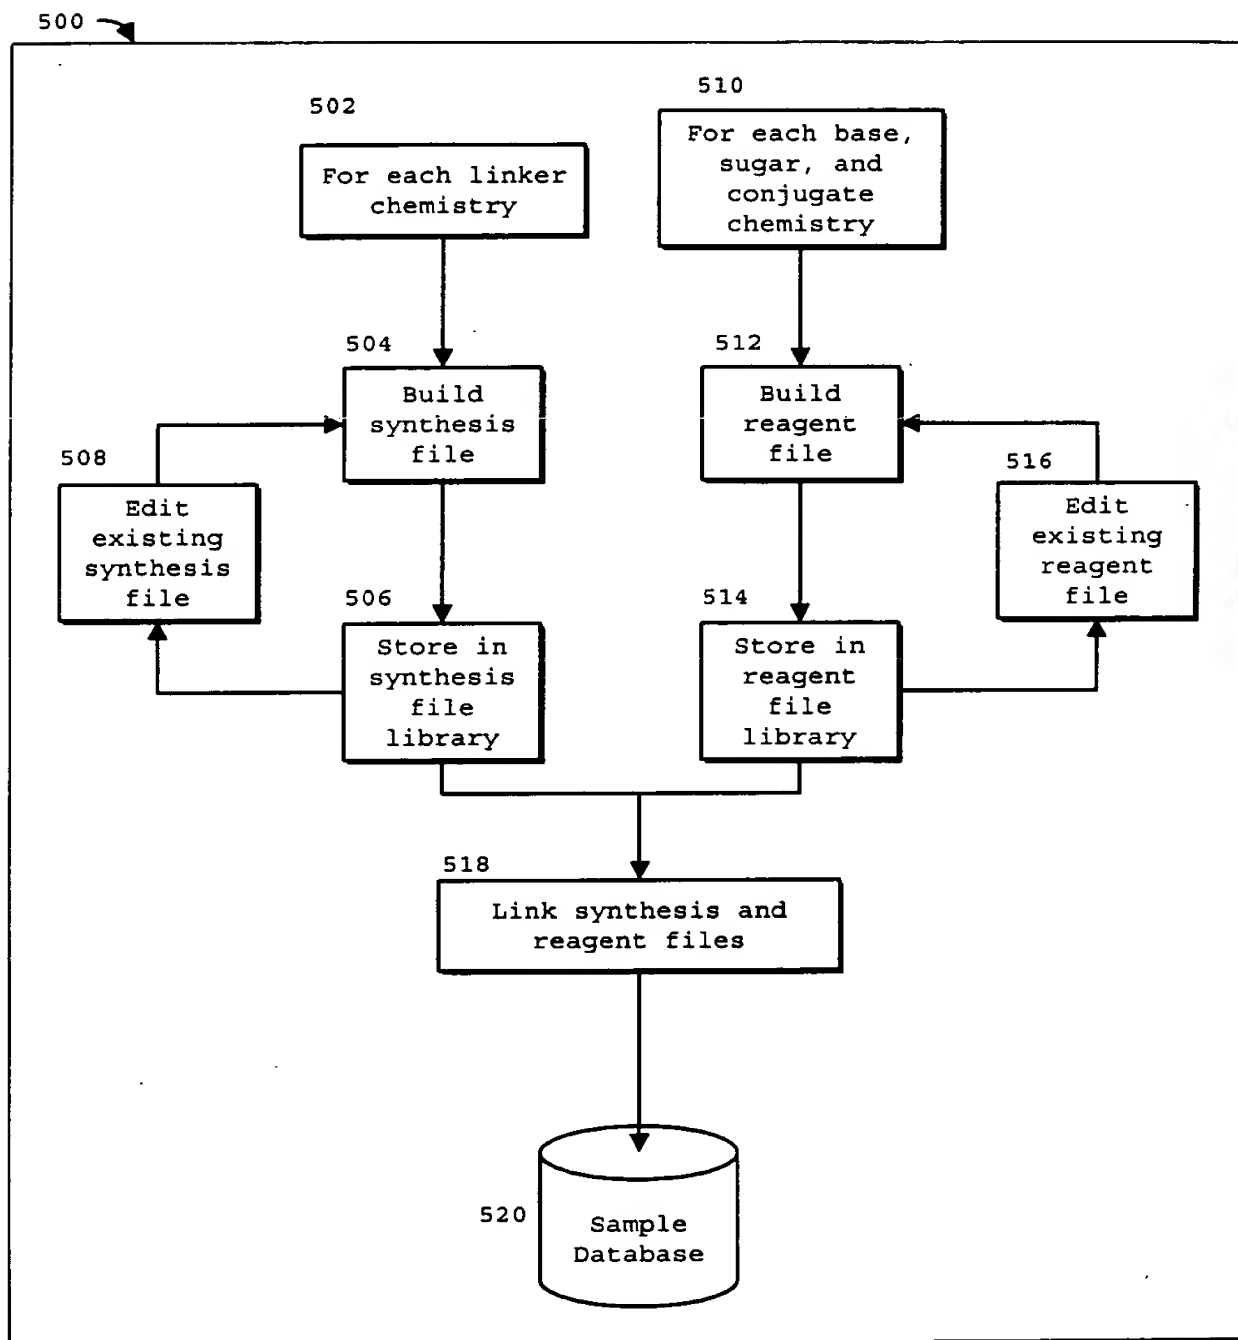 500
510
502
For each base,
sugar, and
conjugate
chemistry
For each linker
chemistry
504
512
Build
synthesis
file
Build
reagent
file
508
516
Edit
existing
synthesis
file
Edit
existing
reagent
file
506
514
Store in
synthesis
file
library
Store in
reagent
file
library
518
Link synthesis and
reagent files
520
Sample
Database